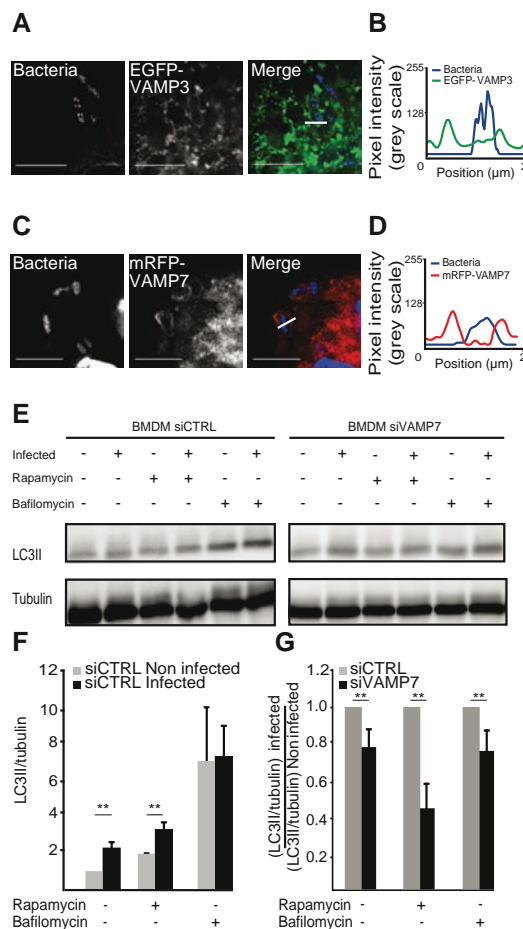 A
Bacteria
EGFP-
VAMP3
Merge
B
255
128
0
Pixel intensity
(grey scale)
Bacteria
EGFP-VAMP3
Position (µm)
2
C
Bacteria
mRFP-
VAMP7
Merge
D
255
128
0
Pixel intensity
(grey scale)
Bacteria
mRFP-VAMP7
Position (µm)
2
E
BMDM siCTRL
BMDM siVAMP7
Infected - + - + - + - + - + - +
Rapamycin - - + + - - - - + + - -
Bafilomycin - - - - + + - - - - + +
LC3II
Tubulin
F
siCTRL Non infected
siCTRL Infected
12
10
8
6
4
2
LC3II/tubulin
**
**
Rapamycin - + -
Bafilomycin - - +
G
siCTRL
siVAMP7
1.2
1.0
0.8
0.6
0.4
0.2
(LC3II/tubulin) infected
(LC3II/tubulin) Non infected
**
**
**
Rapamycin - + -
Bafilomycin - - +